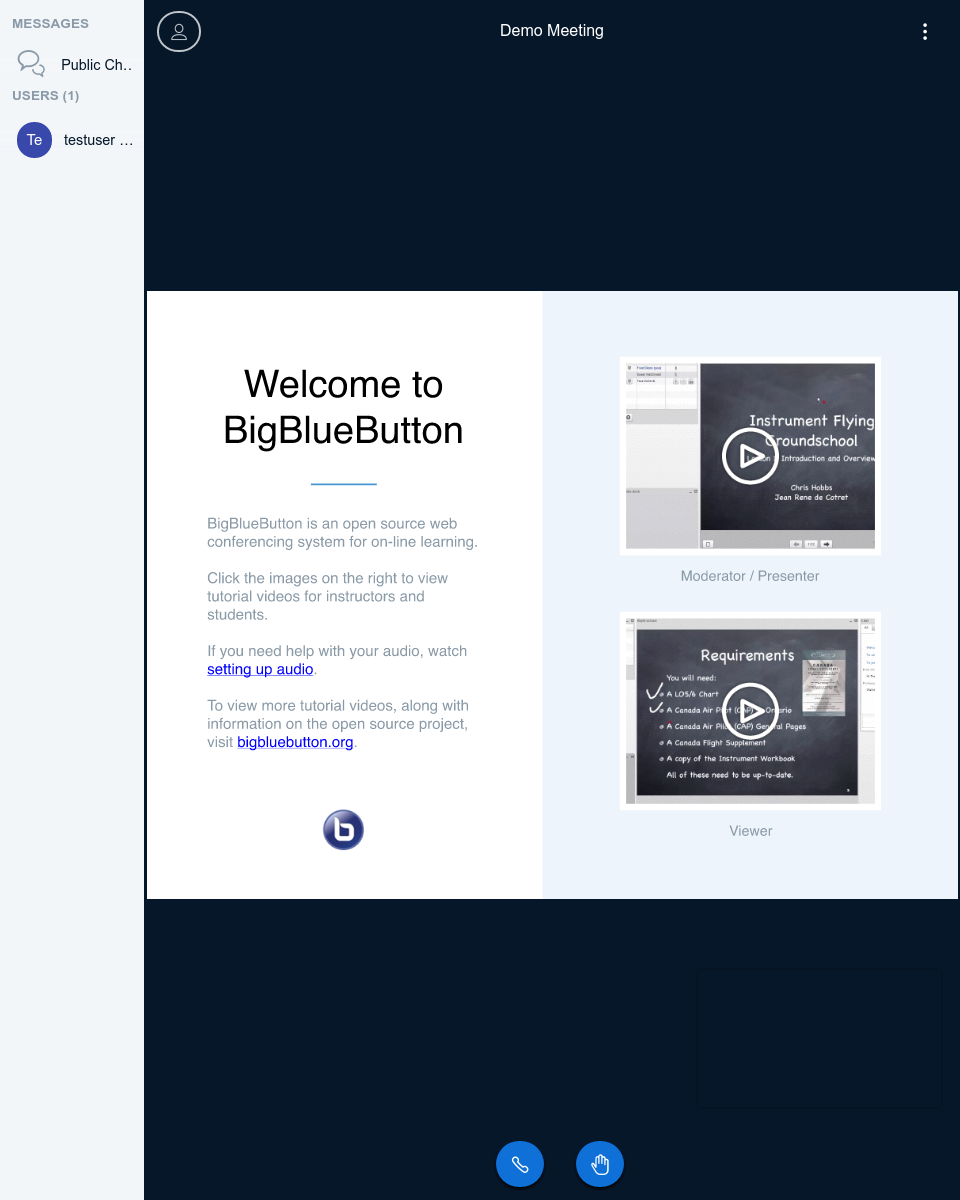 MESSAGES
Public Ch..
USERS (1)
Te
testuser ...
Demo Meeting
Welcome to
BigBlueButton
BigBlueButton is an open source web
conferencing system for on-line learning.
Click the images on the right to view
tutorial videos for instructors and
students.
If you need help with your audio, watch
setting up audio.
To view more tutorial videos, along with
information on the open source project,
visit bigbluebutton.org.
b
Instrument Flying
Groundschool
Introduction and Overview
Chris Hobbs
Jean Rene de Cotret
Moderator / Presenter
Requirements
You will need:
A LO5/6 Chart
A Canada Air Pilot (CAP) Ontario
A Canada Air Pilot (CAP) General Pages
A Canada Flight Supplement
A copy of the Instrument Workbook
All of these need to be up-to-date.
CANADA
Viewer